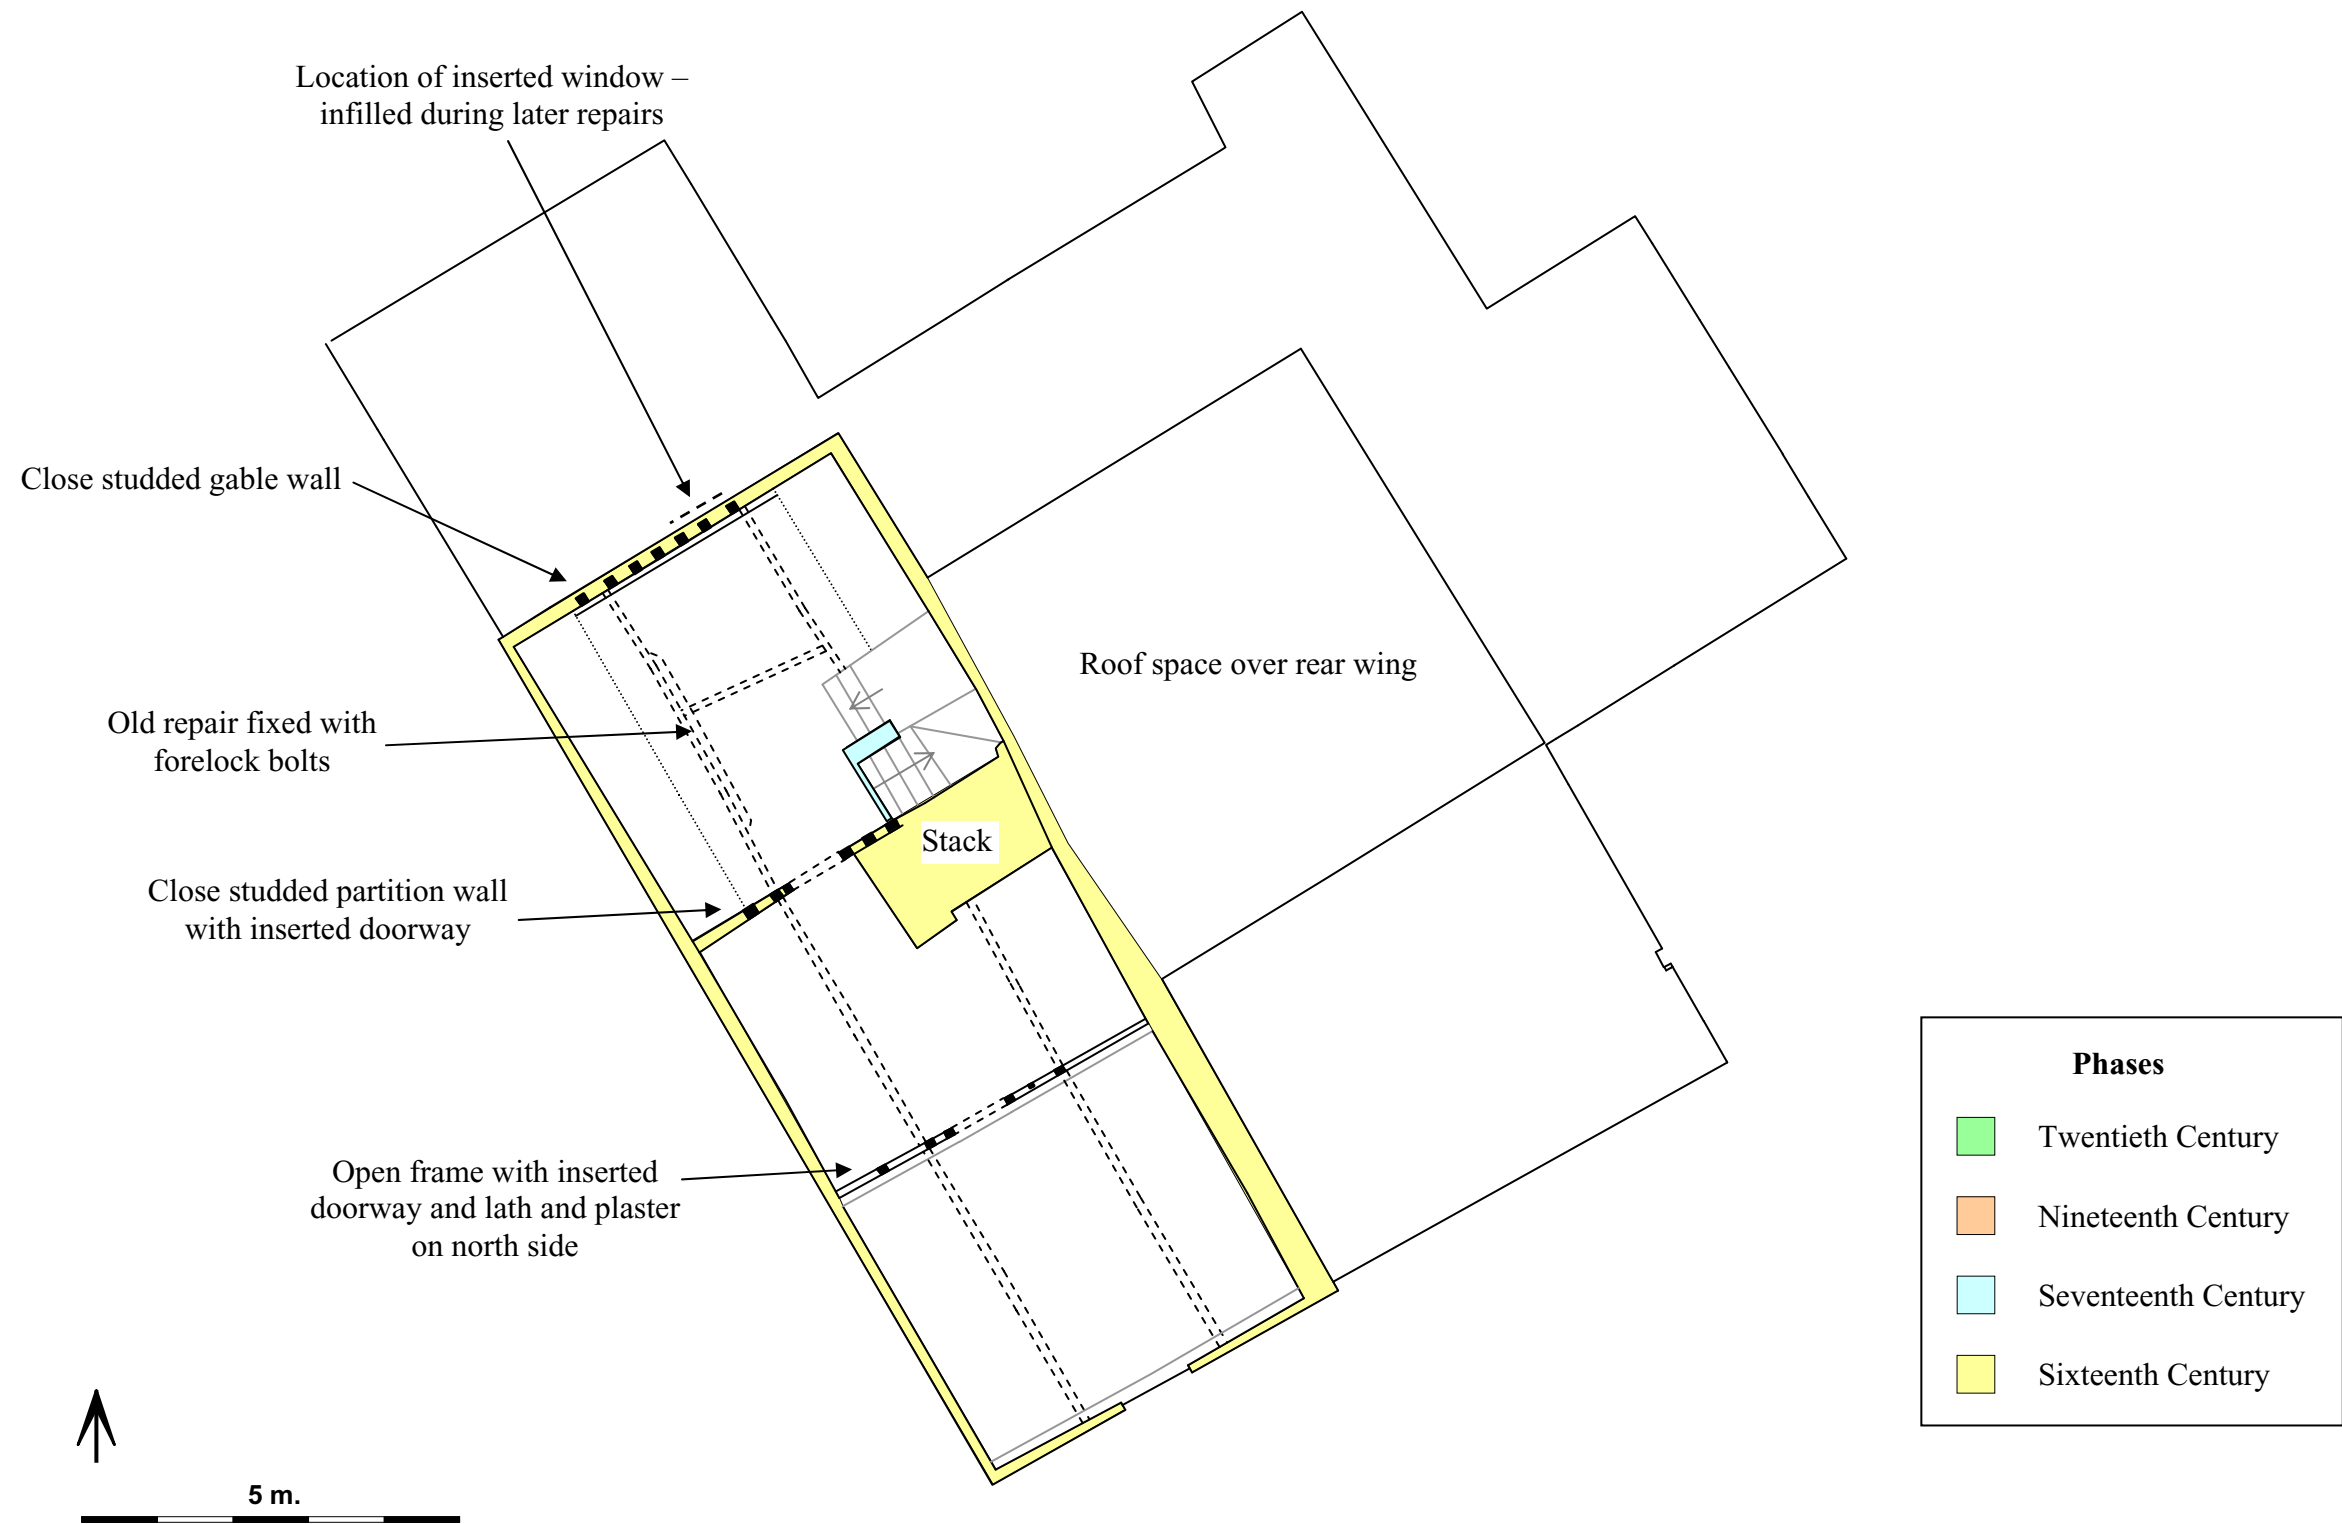 Location of inserted window –
infilled during later repairs
Close studded gable wall
Roof space over rear wing
Old repair fixed with
forelock bolts
Stack
Close studded partition wall
with inserted doorway
Open frame with inserted
doorway and lath and plaster
on north side
Phases
Twentieth Century
Nineteenth Century
Seventeenth Century
Sixteenth Century
5 m.